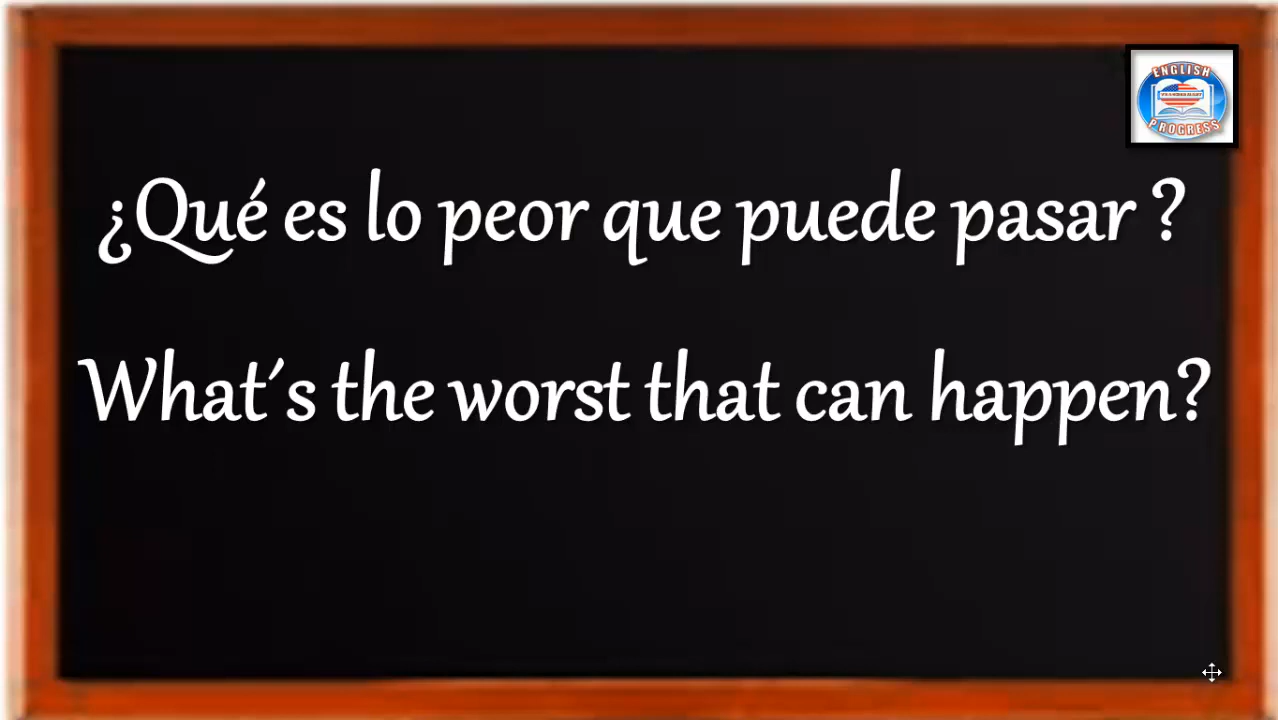 ENGLISH
PROGRESS
¿Qué es lo peor que puede pasar ?
What´s the worst that can happen?